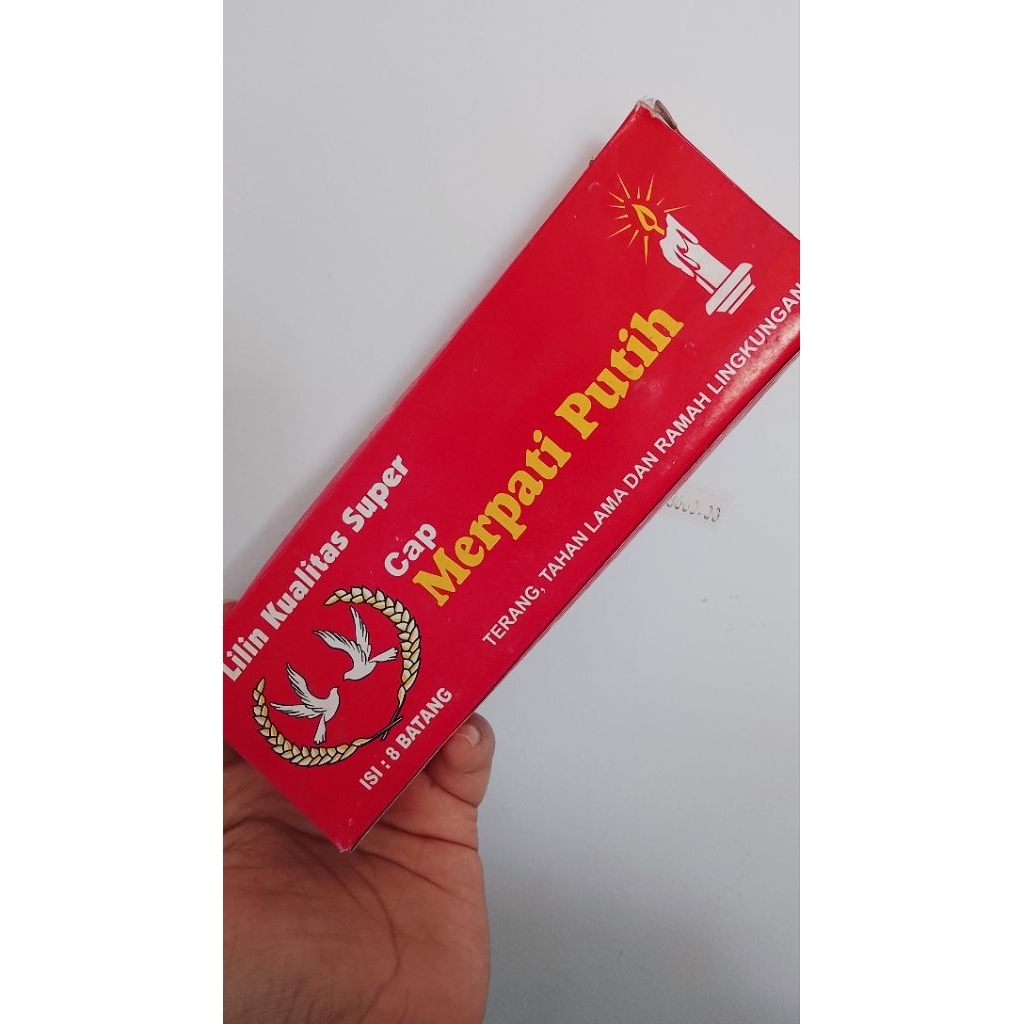 Lilin Kualitas Super
Cap
Merpati Putih
TERANG, TAHAN LAMA DAN RAMAH LINGKUNGAN
ISI : 8 BATANG